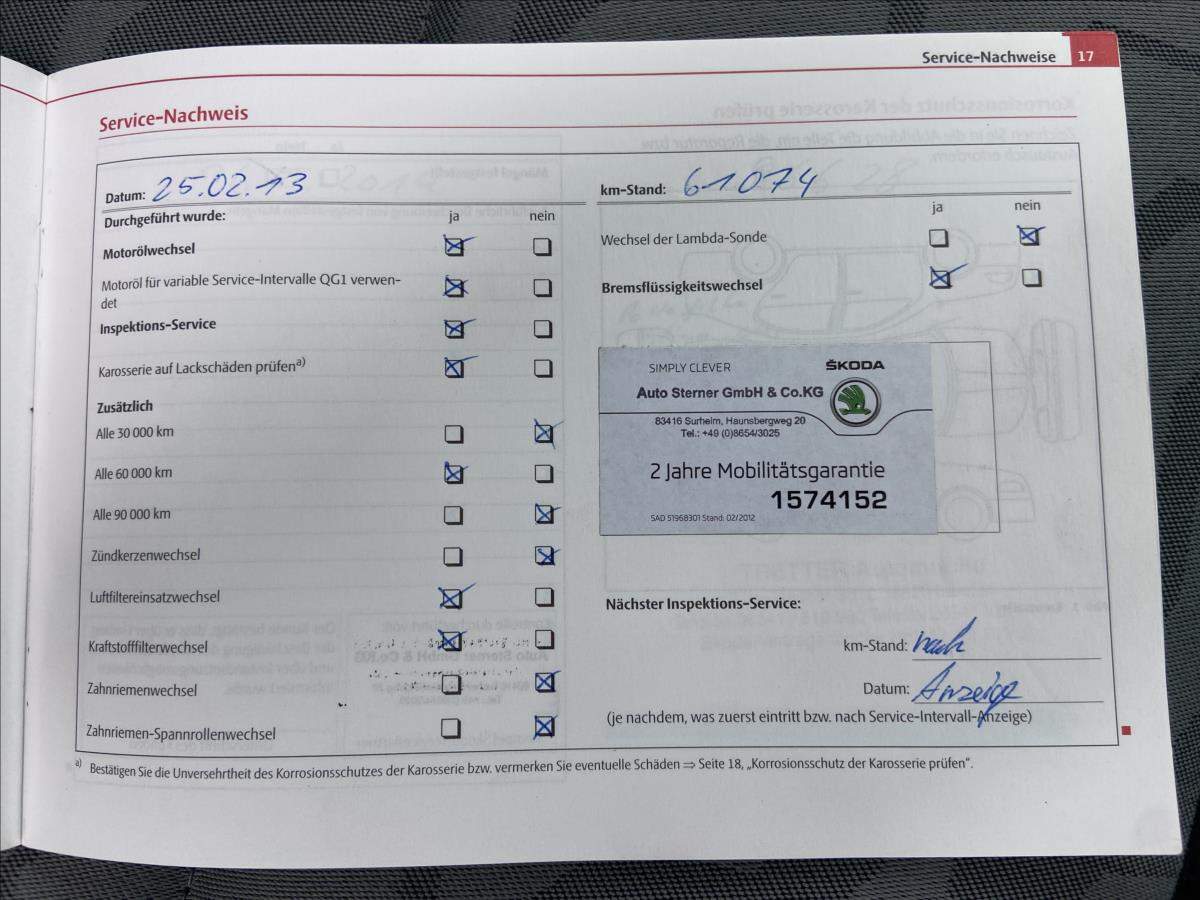 Service-Nachweise 17
Service-Nachweis
Datum: 25.02.13
Durchgeführt wurde: ja nein
Motorölwechsel
Motoröl für variable Service-Intervalle QG1 verwen-
det
Inspektions-Service
Karosserie auf Lackschäden prüfen a)
Zusätzlich
Alle 30 000 km
Alle 60 000 km
Alle 90 000 km
Zündkerzenwechsel
Luftfiltereinsatzwechsel
Kraftstofffilterwechsel
Zahnriemenwechsel
Zahnriemen-Spannrollenwechsel
km-Stand: 61074
ja nein
Wechsel der Lambda-Sonde
Bremsflüssigkeitswechsel
SIMPLY CLEVER ŠKODA
Auto Sterner GmbH & Co.KG
83416 Surheim, Haunsbergweg 20
Tel.: +49 (0)8654/3025
2 Jahre Mobilitätsgarantie
1574152
SAD 51968301 Stand: 02/2012
Nächster Inspektions-Service:
km-Stand: nach
Datum: Anzeige
(je nachdem, was zuerst eintritt bzw. nach Service-Intervall-Anzeige)
a) Bestätigen Sie die Unversehrtheit des Korrosionsschutzes der Karosserie bzw. vermerken Sie eventuelle Schäden ⇒ Seite 18, „Korrosionsschutz der Karosserie prüfen“.